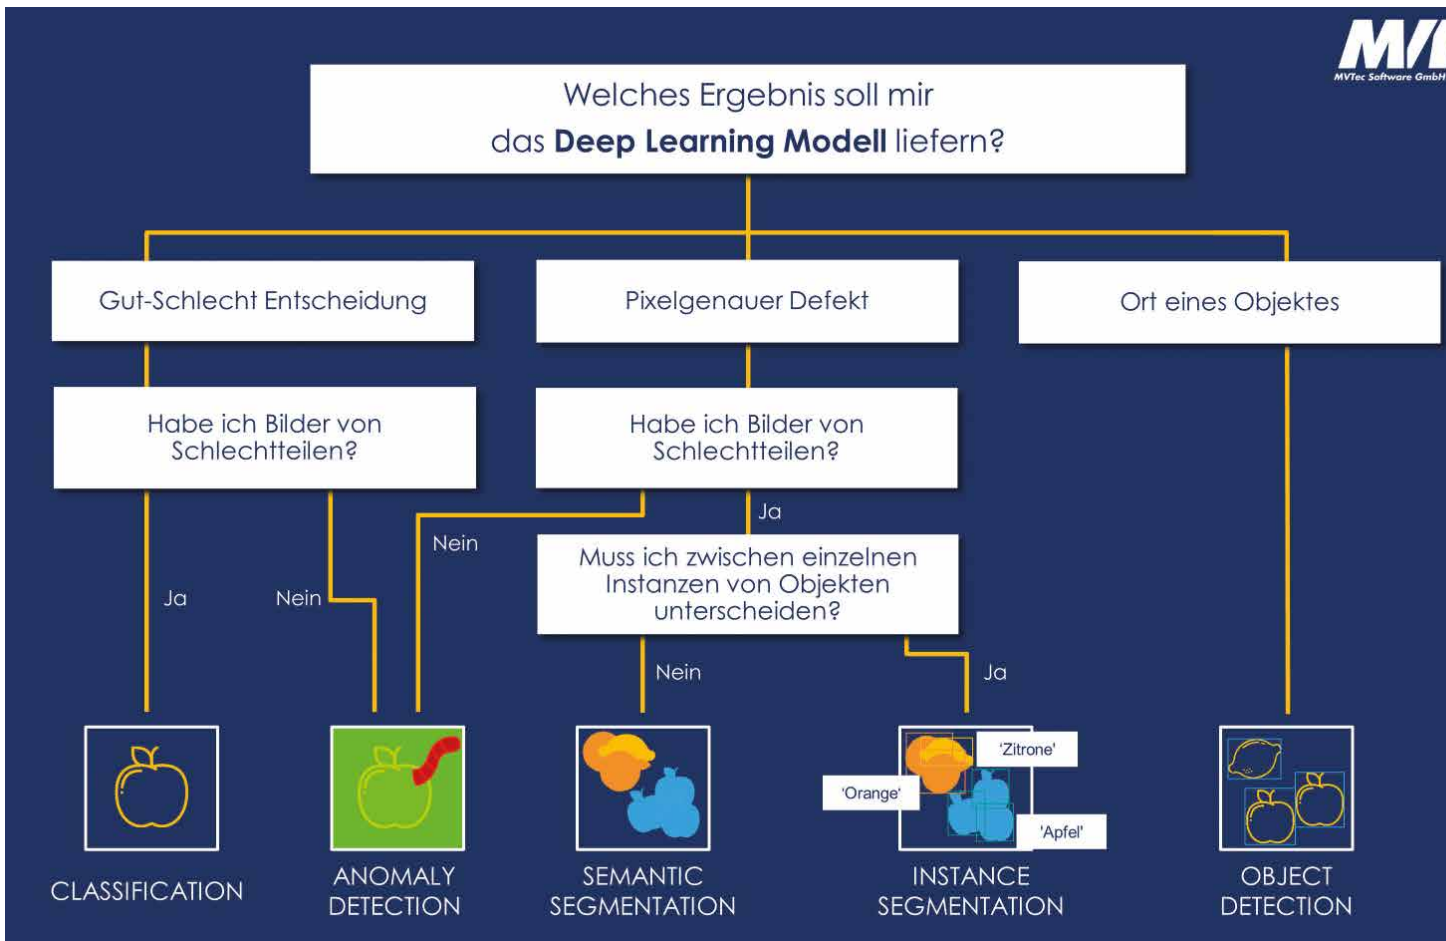 MVTec Software GmbH
Welches Ergebnis soll mir
das Deep Learning Modell liefern?
Gut-Schlecht Entscheidung
Pixelgenauer Defekt
Ort eines Objektes
Habe ich Bilder von
Schlechtteilen?
Habe ich Bilder von
Schlechtteilen?
Ja
Nein
Muss ich zwischen einzelnen
Instanzen von Objekten
unterscheiden?
Ja
Nein
Nein
Ja
'Zitrone'
'Orange'
'Apfel'
CLASSIFICATION
ANOMALY
DETECTION
SEMANTIC
SEGMENTATION
INSTANCE
SEGMENTATION
OBJECT
DETECTION